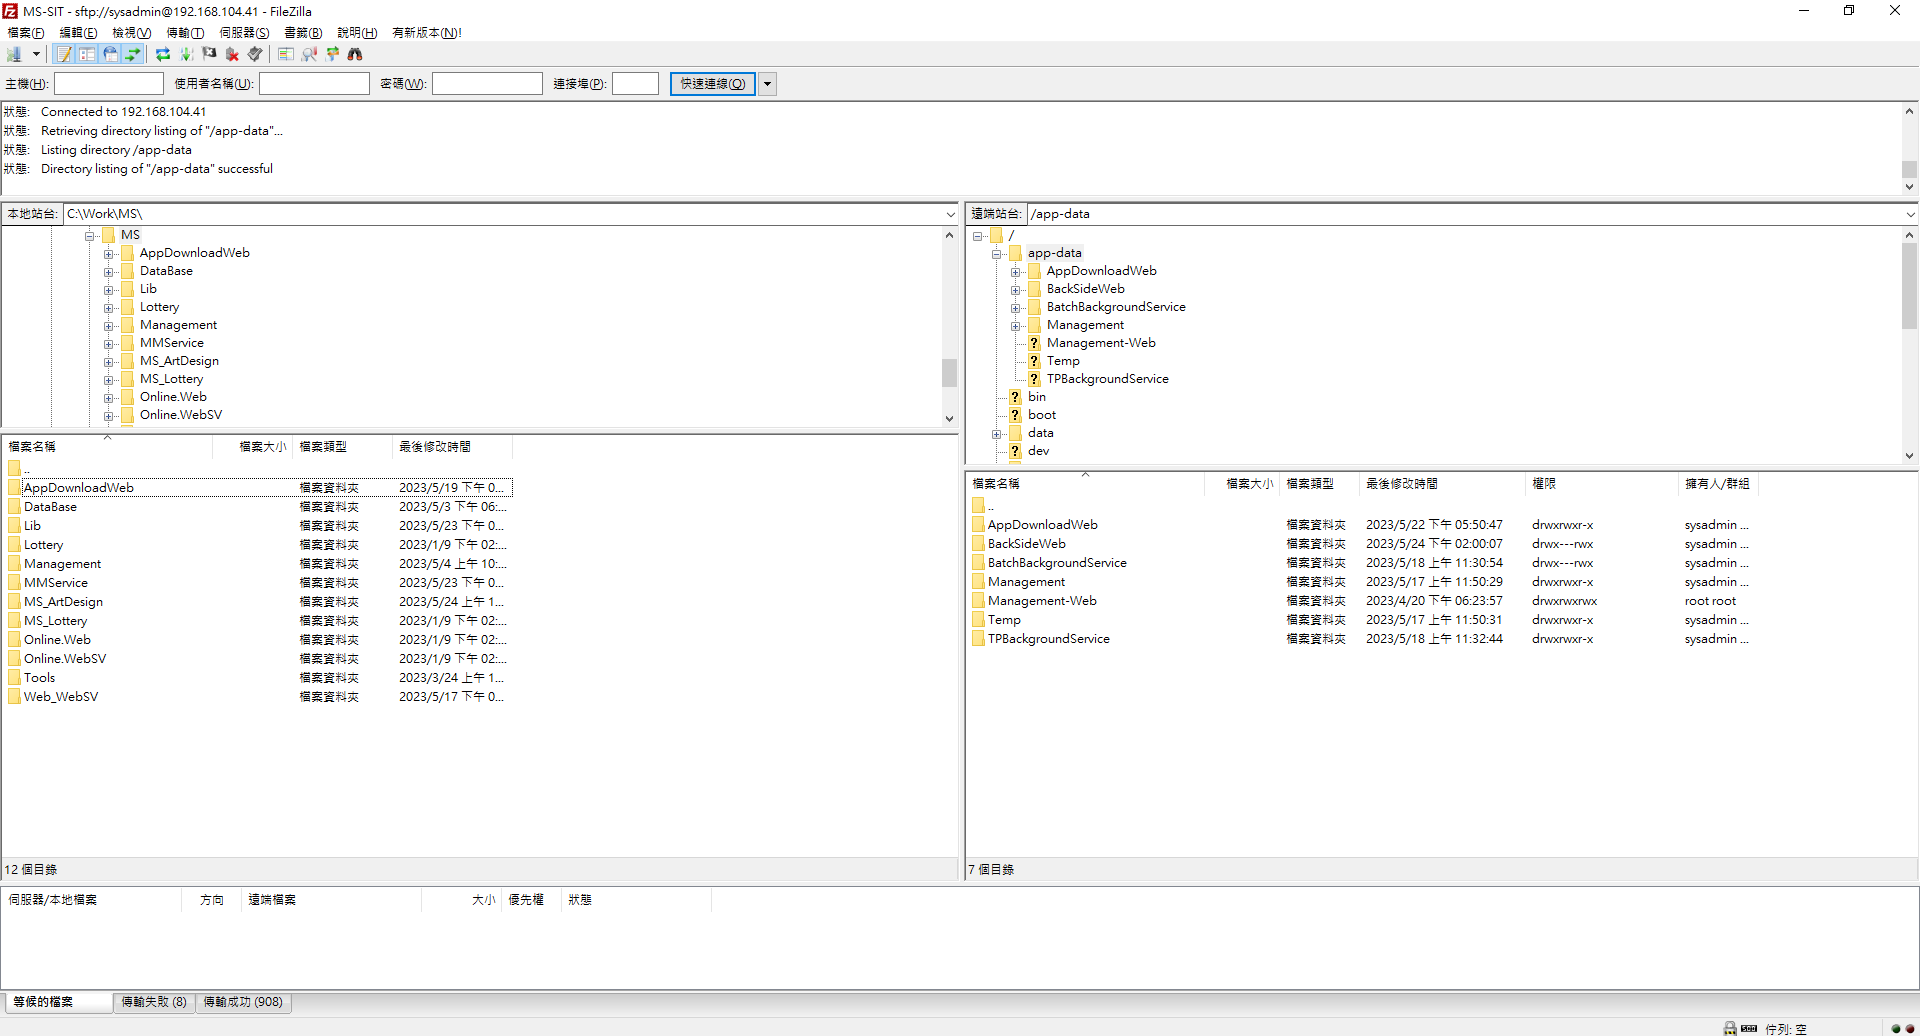 MS-SIT - sftp://sysadmin@192.168.104.41 - FileZilla
檔案(F) 編輯(E) 檢視(V) 傳輸(T) 伺服器(S) 書籤(B) 說明(H) 有新版本(N)!
主機(H): 使用者名稱(U): 密碼(W): 連接埠(P): 快速連線(Q)
狀態: Connected to 192.168.104.41
狀態: Retrieving directory listing of "/app-data"...
狀態: Listing directory /app-data
狀態: Directory listing of "/app-data" successful
本地站台: C:\Work\MS\
MS
AppDownloadWeb
DataBase
Lib
Lottery
Management
MMService
MS_ArtDesign
MS_Lottery
Online.Web
Online.WebSV
檔案名稱 檔案大小 檔案類型 最後修改時間
..
AppDownloadWeb 檔案資料夾 2023/5/19 下午 0...
DataBase 檔案資料夾 2023/5/3 下午 06:...
Lib 檔案資料夾 2023/5/23 下午 0...
Lottery 檔案資料夾 2023/1/9 下午 02:...
Management 檔案資料夾 2023/5/4 上午 10:...
MMService 檔案資料夾 2023/5/23 下午 0...
MS_ArtDesign 檔案資料夾 2023/5/24 上午 1...
MS_Lottery 檔案資料夾 2023/1/9 下午 02:...
Online.Web 檔案資料夾 2023/1/9 下午 02:...
Online.WebSV 檔案資料夾 2023/1/9 下午 02:...
Tools 檔案資料夾 2023/3/24 上午 1...
Web_WebSV 檔案資料夾 2023/5/17 下午 0...
12 個目錄
遠端站台: /app-data
/
app-data
AppDownloadWeb
BackSideWeb
BatchBackgroundService
Management
Management-Web
Temp
TPBackgroundService
bin
boot
data
dev
檔案名稱 檔案大小 檔案類型 最後修改時間 權限 擁有人/群組
..
AppDownloadWeb 檔案資料夾 2023/5/22 下午 05:50:47 drwxrwxr-x sysadmin ...
BackSideWeb 檔案資料夾 2023/5/24 下午 02:00:07 drwx---rwx sysadmin ...
BatchBackgroundService 檔案資料夾 2023/5/18 上午 11:30:54 drwx---rwx sysadmin ...
Management 檔案資料夾 2023/5/17 上午 11:50:29 drwxrwxr-x sysadmin ...
Management-Web 檔案資料夾 2023/4/20 下午 06:23:57 drwxrwxrwx root root
Temp 檔案資料夾 2023/5/17 上午 11:50:31 drwxrwxr-x sysadmin ...
TPBackgroundService 檔案資料夾 2023/5/18 上午 11:32:44 drwxrwxr-x sysadmin ...
7 個目錄
伺服器/本地檔案 方向 遠端檔案 大小 優先權 狀態
等候的檔案 傳輸失敗 (8) 傳輸成功 (908)
佇列: 空